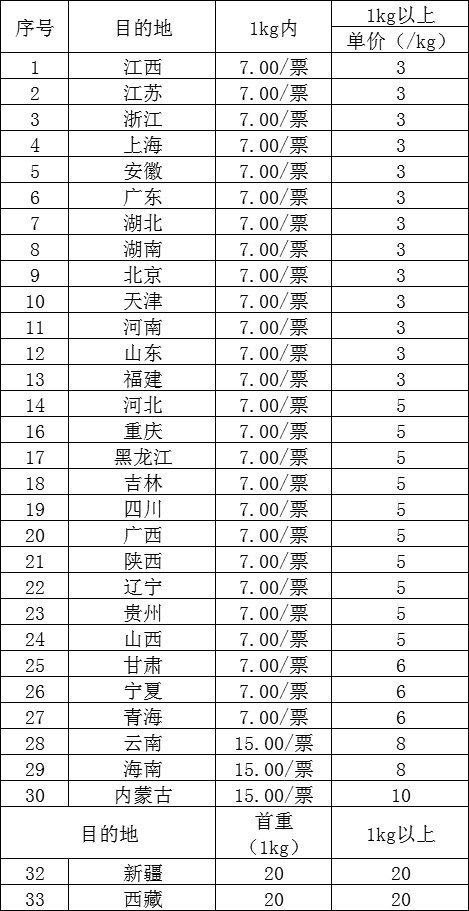 序号 目的地 1kg内 1kg以上
单价（/kg）
1 江西 7.00/票 3
2 江苏 7.00/票 3
3 浙江 7.00/票 3
4 上海 7.00/票 3
5 安徽 7.00/票 3
6 广东 7.00/票 3
7 湖北 7.00/票 3
8 湖南 7.00/票 3
9 北京 7.00/票 3
10 天津 7.00/票 3
11 河南 7.00/票 3
12 山东 7.00/票 3
13 福建 7.00/票 3
14 河北 7.00/票 5
16 重庆 7.00/票 5
17 黑龙江 7.00/票 5
18 吉林 7.00/票 5
19 四川 7.00/票 5
20 广西 7.00/票 5
21 陕西 7.00/票 5
22 辽宁 7.00/票 5
23 贵州 7.00/票 5
24 山西 7.00/票 5
25 甘肃 7.00/票 6
26 宁夏 7.00/票 6
27 青海 7.00/票 6
28 云南 15.00/票 8
29 海南 15.00/票 8
30 内蒙古 15.00/票 10
目的地 首重 1kg以上
（1kg）
32 新疆 20 20
33 西藏 20 20